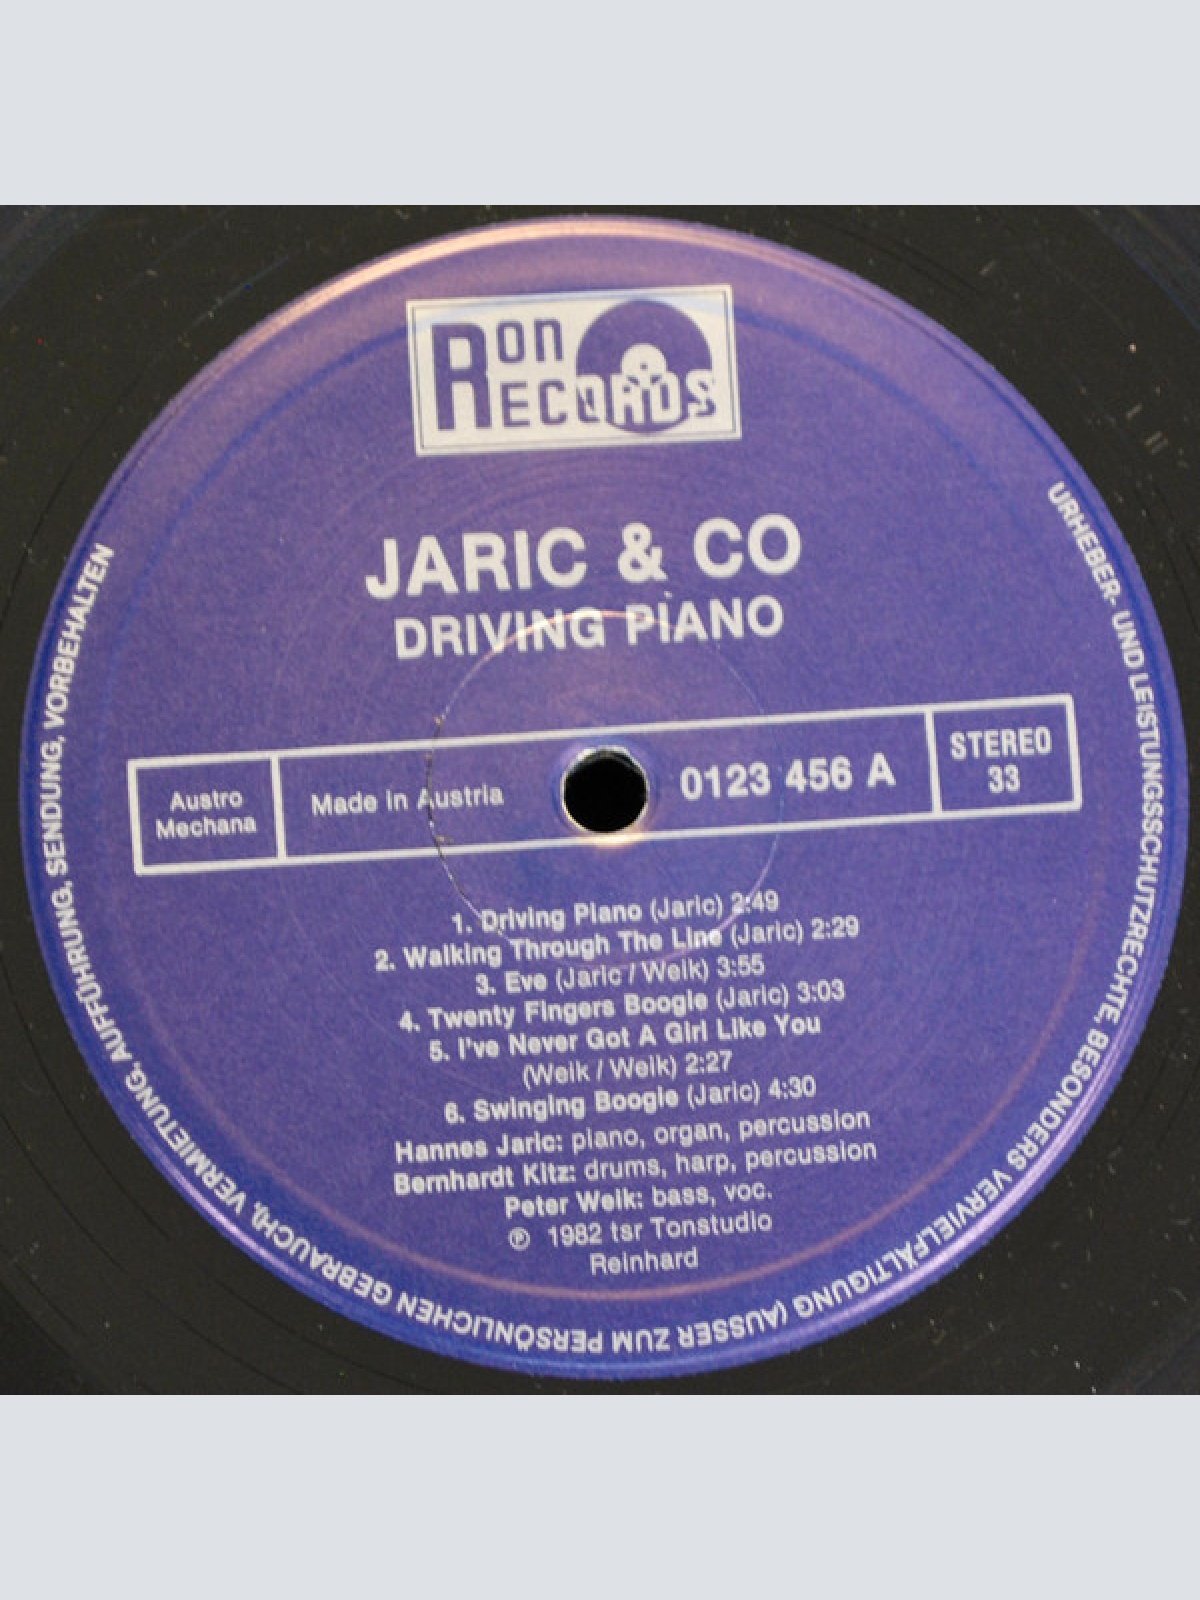 RON
RECORDS
JARIC & CO
DRIVING PIANO
Austro
Mechana
Made in Austria
0123 456 A
STEREO
33
1. Driving Piano (Jaric) 2:49
2. Walking Through The Line (Jaric) 2:29
3. Eve (Jaric / Weik) 3:55
4. Twenty Fingers Boogie (Jaric) 3:03
5. I've Never Got A Girl Like You
(Weik / Weik) 2:27
6. Swinging Boogie (Jaric) 4:30
Hannes Jaric: piano, organ, percussion
Bernhardt Kitz: drums, harp, percussion
Peter Weik: bass, voc.
℗ 1982 tsr Tonstudio
Reinhard
URHEBER- UND LEISTUNGSSCHUTZRECHTE, BESONDERS VERVIELFÄLTIGUNG (AUSSER ZUM PERSÖNLICHEN GEBRAUCH), VERMIETUNG, AUFFÜHRUNG, SENDUNG, VORBEHALTEN